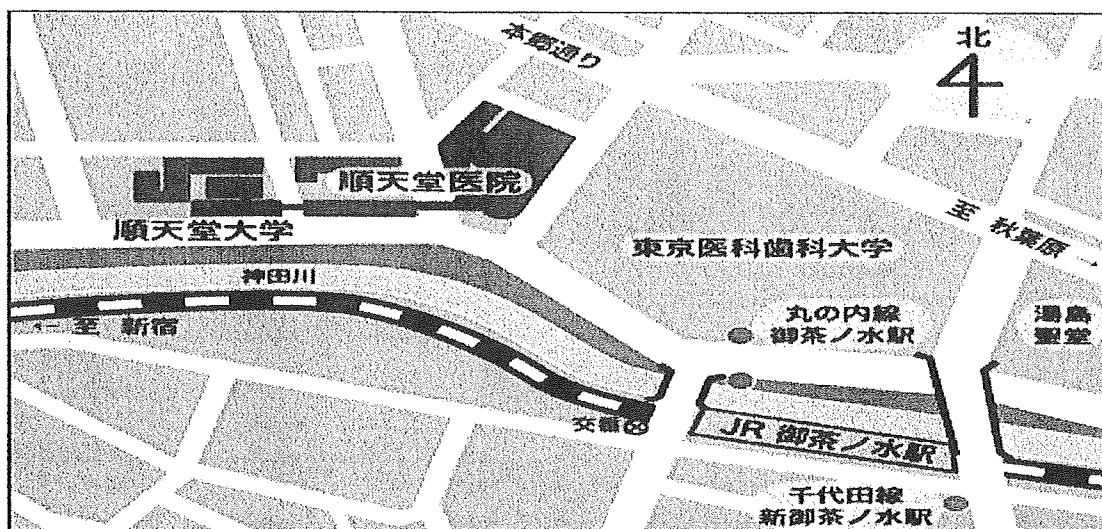 本郷通り
北
順天堂医院
順天堂大学
神田川
← 至 新宿
東京医科歯科大学
至 秋葉原 →
丸の内線
御茶ノ水駅
湯島
聖堂
交番
JR 御茶ノ水駅
千代田線
新御茶ノ水駅